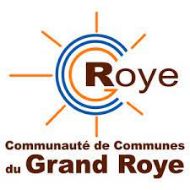 Roye
Communauté de Communes
du Grand Roye